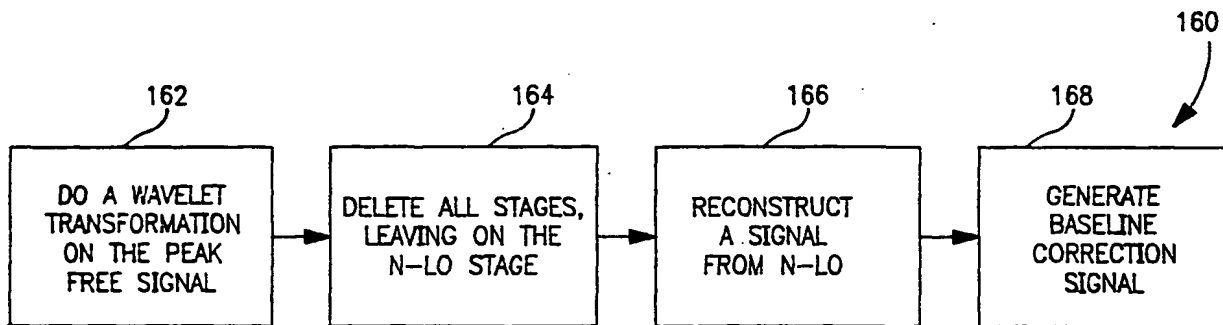 160
162
164
166
168
DO A WAVELET
TRANSFORMATION
ON THE PEAK
FREE SIGNAL
DELETE ALL STAGES,
LEAVING ON THE
N-LO STAGE
RECONSTRUCT
A SIGNAL
FROM N-LO
GENERATE
BASELINE
CORRECTION
SIGNAL